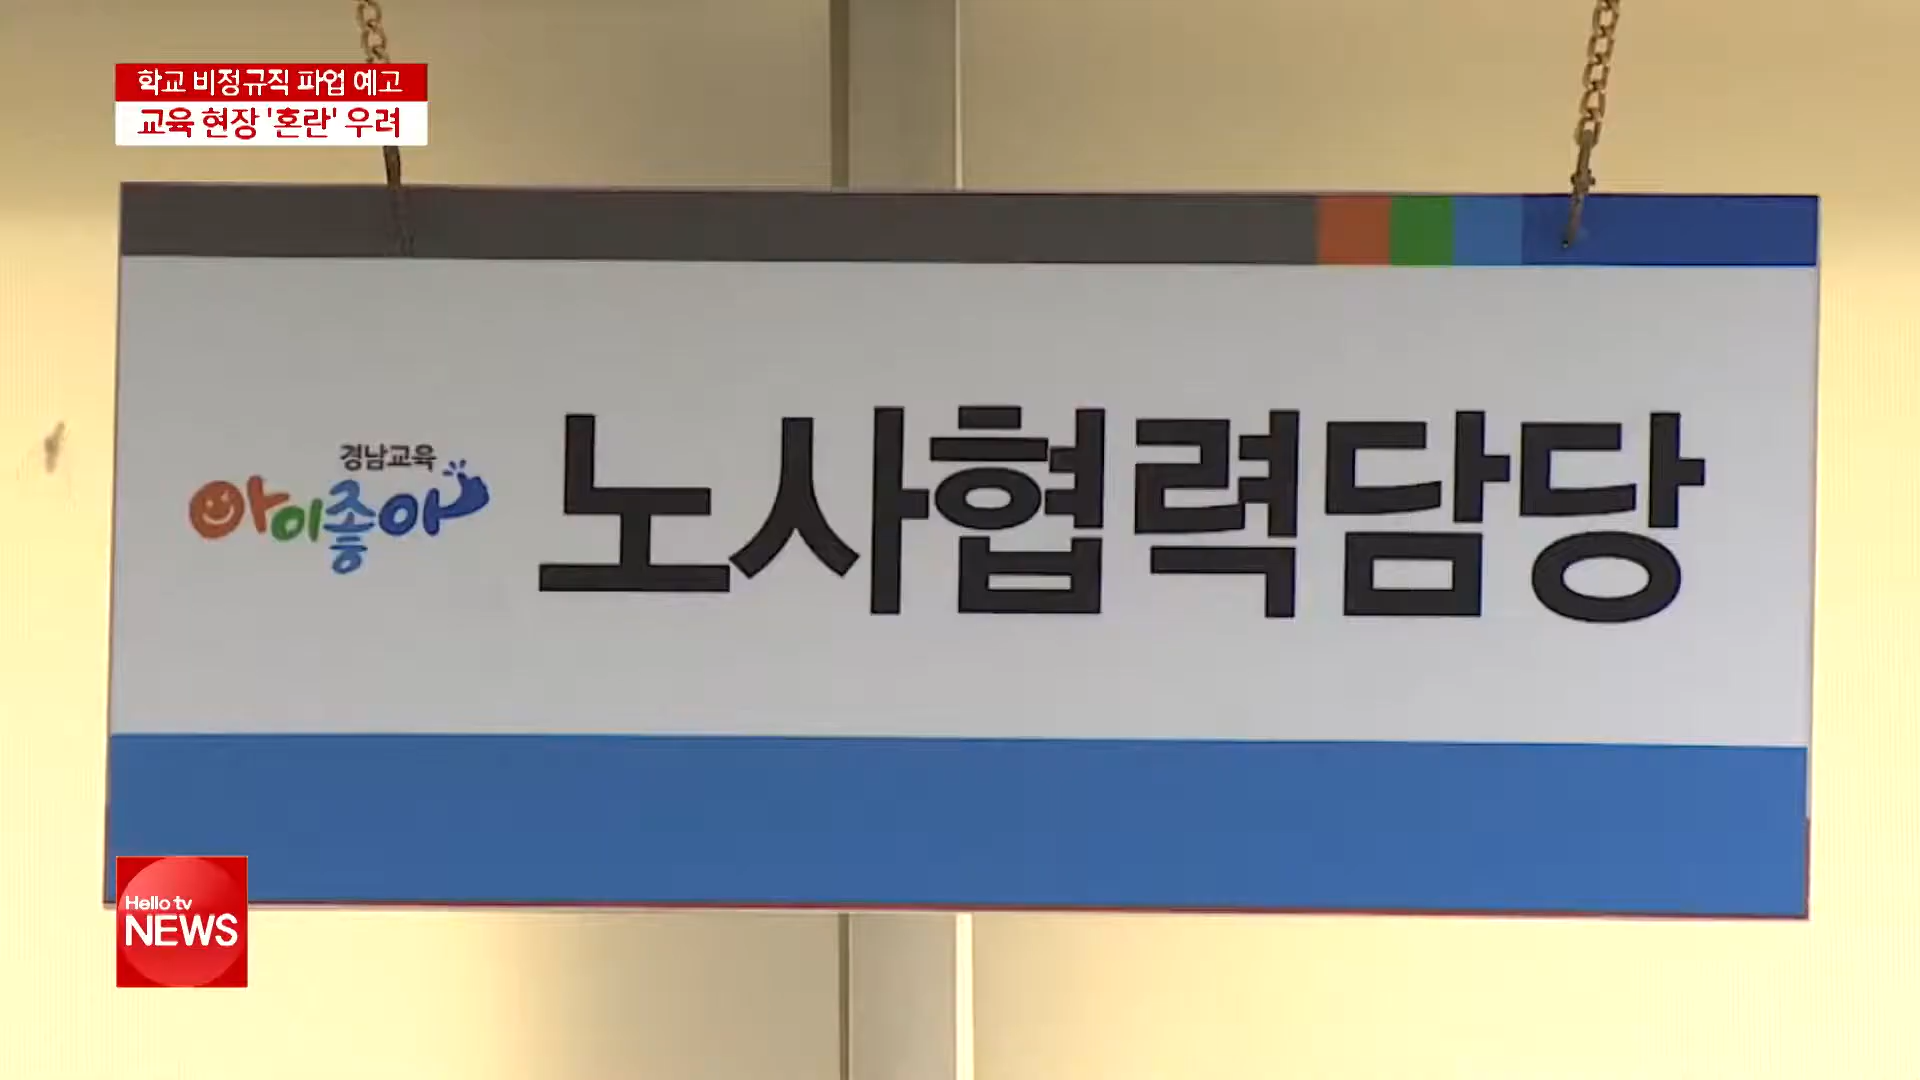 학교 비정규직 파업 예고
교육 현장 '혼란' 우려
경남교육
아이좋아
노사협력담당
Hello tv
NEWS